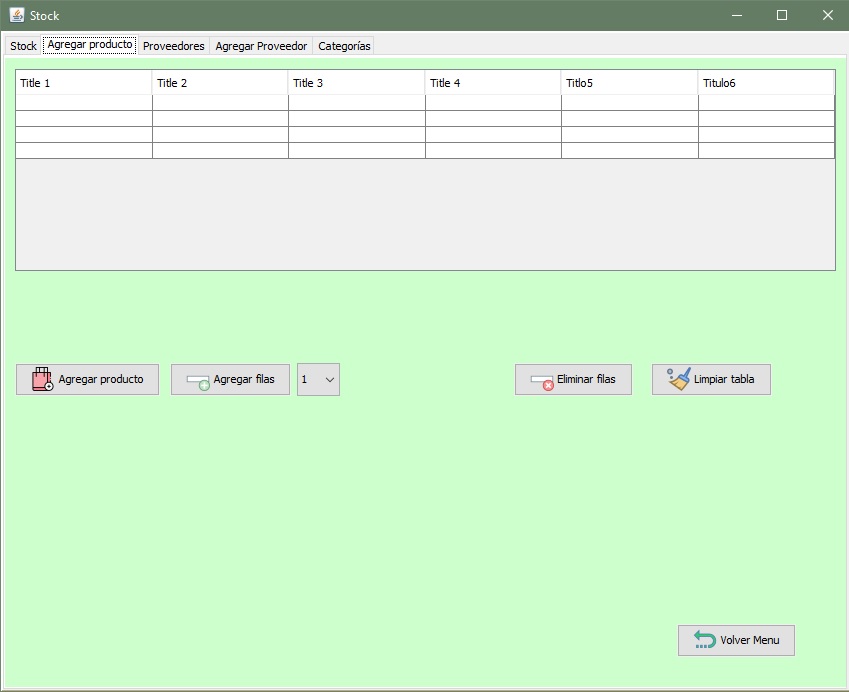 Stock
Stock Agregar producto Proveedores Agregar Proveedor Categorías
Title 1 Title 2 Title 3 Title 4 Titlo5 Titulo6
Agregar producto Agregar filas 1 Eliminar filas Limpiar tabla
Volver Menu